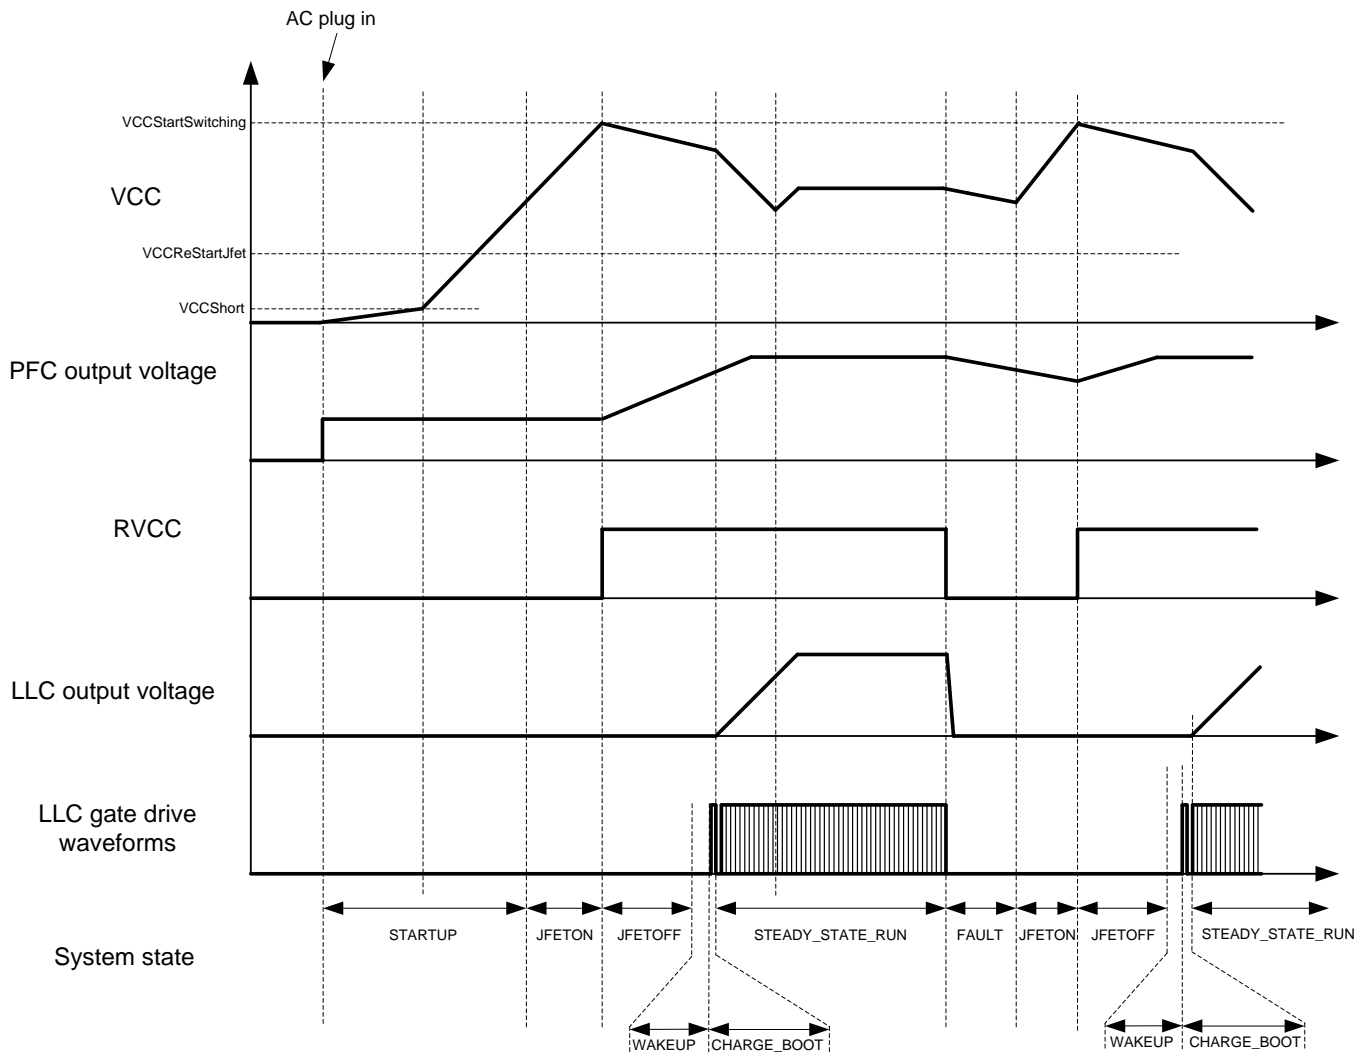 AC plug in
VCCStartSwitching
VCC
VCCReStartJfet
VCCShort
PFC output voltage
RVCC
LLC output voltage
LLC gate drive
waveforms
STARTUP
JFETON
JFETOFF
STEADY_STATE_RUN
FAULT
JFETON
JFETOFF
STEADY_STATE_RUN
System state
WAKEUP
CHARGE_BOOT
WAKEUP
CHARGE_BOOT